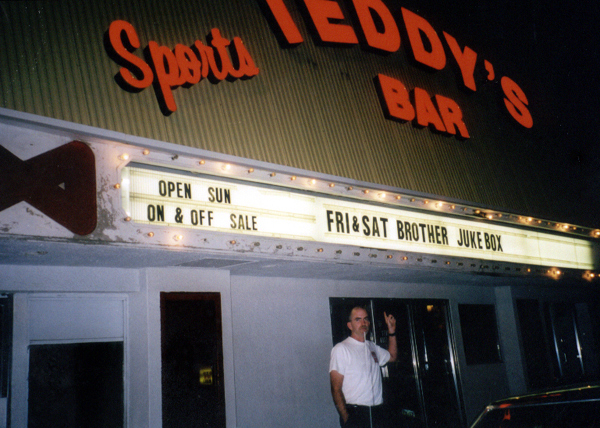 TEDDY'S
Sports
BAR
OPEN SUN
ON & OFF SALE
FRI & SAT BROTHER JUKE BOX